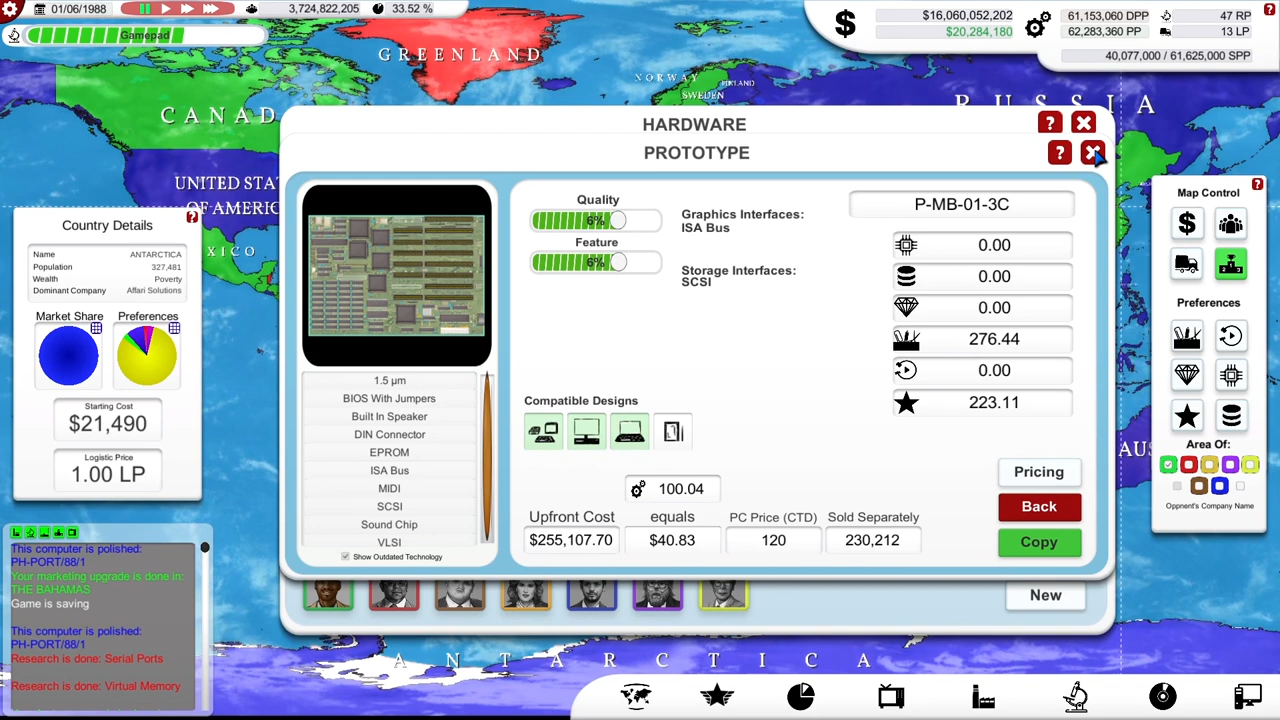 01/06/1988
3,724,822,205
33.52 %
Gamepad
$16,060,052,202
$20,284,180
61,153,060 DPP
62,283,360 PP
47 RP
13 LP
40,077,000 / 61,625,000 SPP
GREENLAND
NORWAY
FINLAND
SWEDEN
CANAD
RUSSIA
UNITED STA
OF AMERIC
XICO
AUS
ANTARCTICA
HARDWARE
?
PROTOTYPE
?
Country Details
?
Name ANTARCTICA
Population 327,481
Wealth Poverty
Dominant Company Affari Solutions
Market Share
Preferences
Starting Cost
$21,490
Logistic Price
1.00 LP
This computer is polished:
PH-PORT/88/1
Your marketing upgrade is done in:
THE BAHAMAS
Game is saving
This computer is polished:
PH-PORT/88/1
Research is done: Serial Ports
Research is done: Virtual Memory
1.5 µm
BIOS With Jumpers
Built In Speaker
DIN Connector
EPROM
ISA Bus
MIDI
SCSI
Sound Chip
VLSI
Show Outdated Technology
Quality
6%
Feature
6%
Graphics Interfaces:
ISA Bus
Storage Interfaces:
SCSI
Compatible Designs
P-MB-01-3C
0.00
0.00
0.00
276.44
0.00
223.11
100.04
Upfront Cost
equals
PC Price (CTD)
Sold Separately
$255,107.70
$40.83
120
230,212
Pricing
Back
Copy
New
Map Control
?
Preferences
Area Of:
Oppnent's Company Name
?